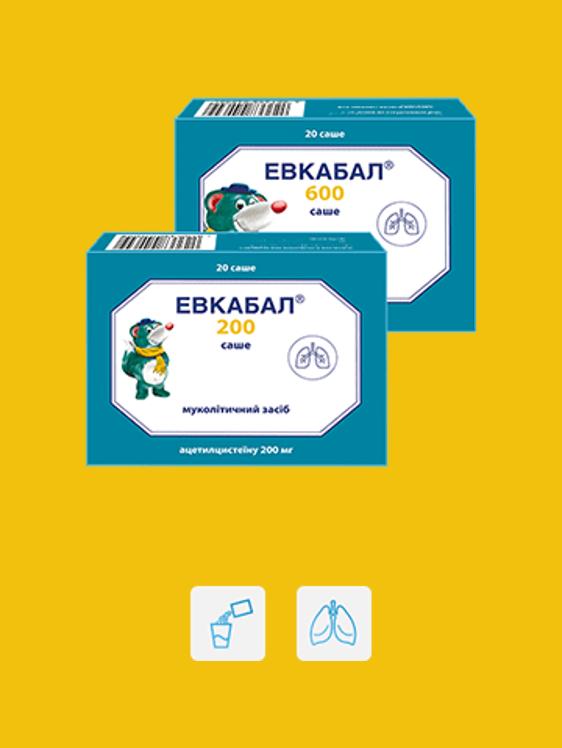 20 саше
ЕВКАБАЛ®
600
саше
20 саше
ЕВКАБАЛ®
200
саше
муколітичний засіб
ацетилцистеїну 200 мг